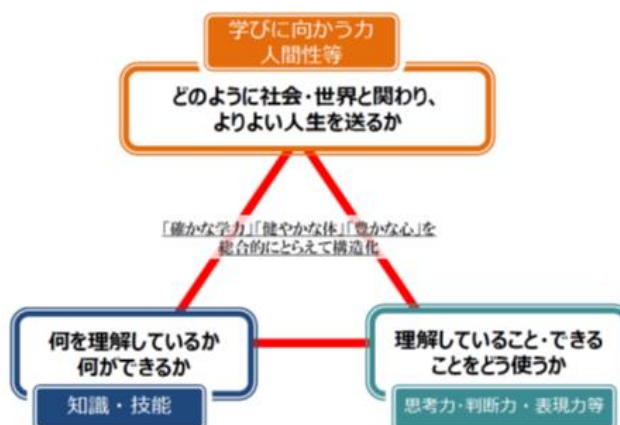 学びに向かう力
人間性等
どのように社会・世界と関わり、
よりよい人生を送るか
「確かな学力」「健やかな体」「豊かな心」を
総合的にとらえて構造化
何を理解しているか
何ができるか
知識・技能
理解していること・できる
ことをどう使うか
思考力・判断力・表現力等